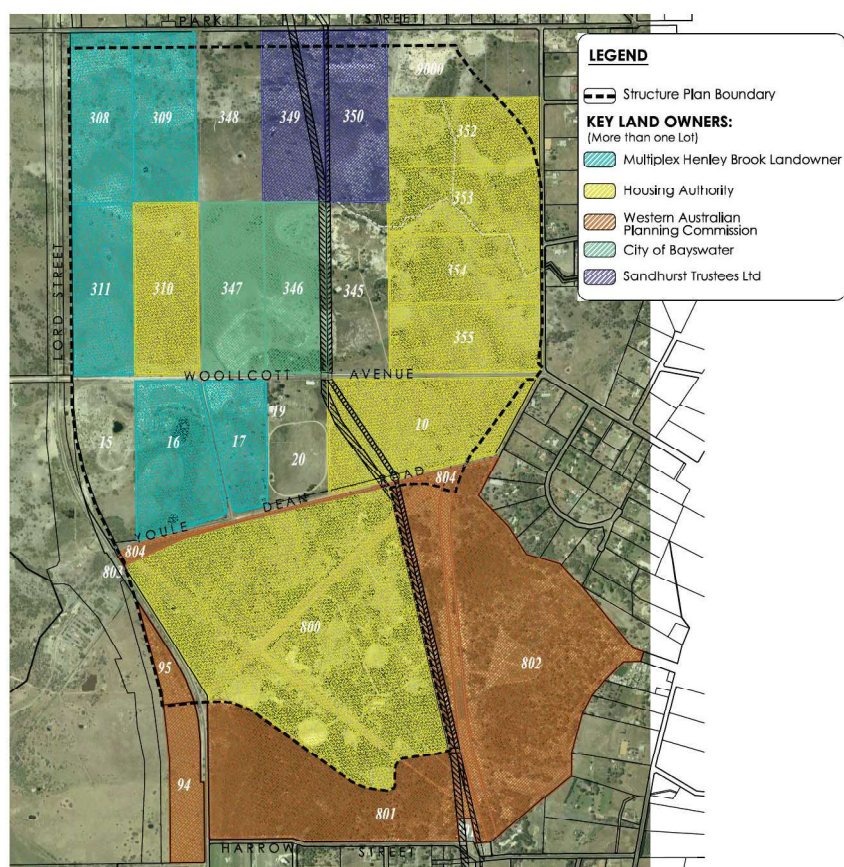 PARK STREET
9000
308 309 348 349 350
352
353
LORD STREET
311 310 347 346 345 354
355
WOOLLCOTT AVENUE
15 16 17 19 10
20
YOULE DEAN ROAD
804
804
803
800
95
802
94
801
HARROW STREET
LEGEND
Structure Plan Boundary
KEY LAND OWNERS:
(More than one Lot)
Multiplex Henley Brook Landowner
Housing Authority
Western Australian
Planning Commission
City of Bayswater
Sandhurst Trustees Ltd